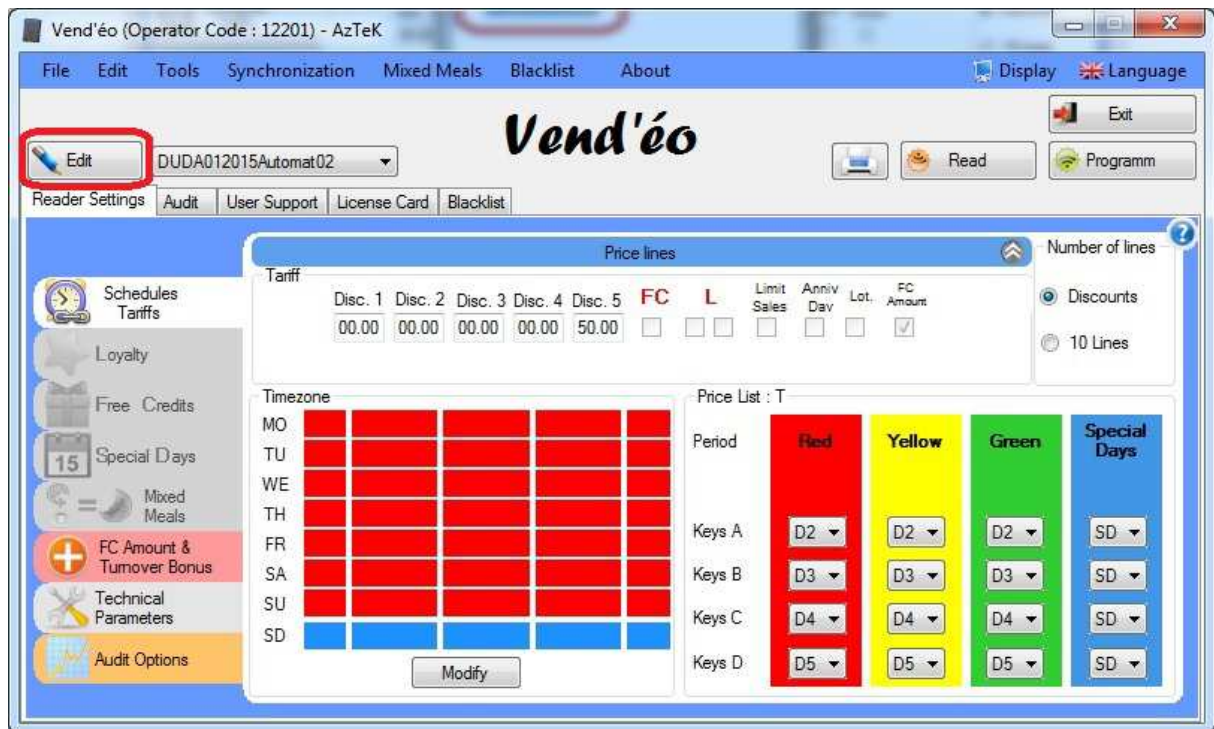 Vend'éo (Operator Code : 12201) - AzTeK
File Edit Tools Synchronization Mixed Meals Blacklist About Display Language
Vend'éo
Exit
Edit DUDA012015Automat02 Read Programm
Reader Settings Audit User Support License Card Blacklist
Price lines
Number of lines
Tariff
Disc. 1 Disc. 2 Disc. 3 Disc. 4 Disc. 5 FC L Limit Sales Anniv Day Lot. FC Amount
00.00 00.00 00.00 00.00 50.00
Discounts
10 Lines
Schedules
Tariffs
Loyalty
Free Credits
15 Special Days
Mixed
Meals
FC Amount &
Turnover Bonus
Technical
Parameters
Audit Options
Timezone
MO
TU
WE
TH
FR
SA
SU
SD
Modify
Price List : T
Period Red Yellow Green Special Days
Keys A D2 D2 D2 SD
Keys B D3 D3 D3 SD
Keys C D4 D4 D4 SD
Keys D D5 D5 D5 SD